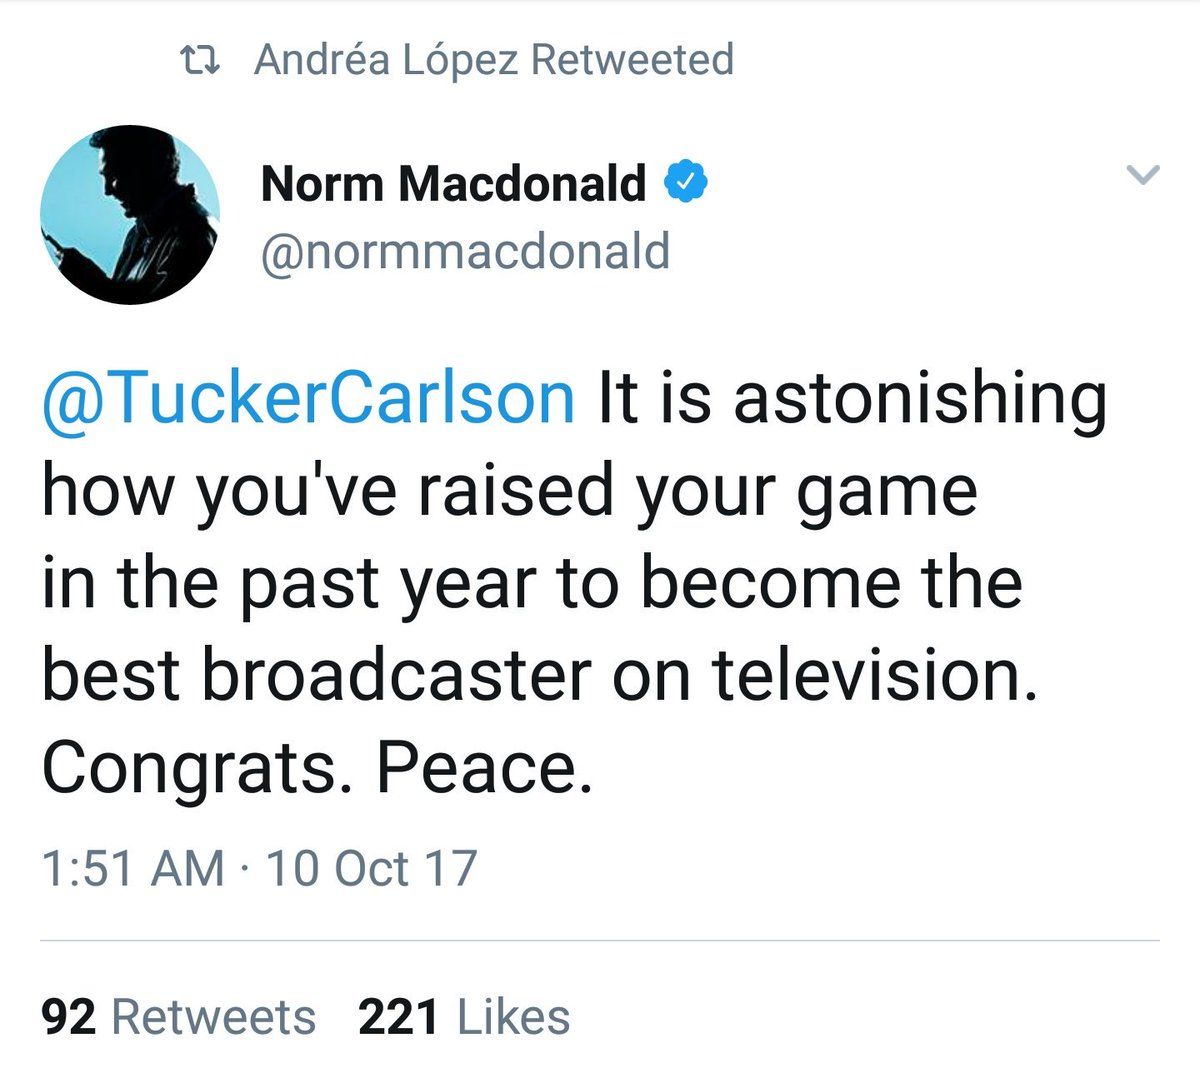 Andréa López Retweeted
Norm Macdonald
@normmacdonald
@TuckerCarlson It is astonishing
how you've raised your game
in the past year to become the
best broadcaster on television.
Congrats. Peace.
1:51 AM · 10 Oct 17
92 Retweets 221 Likes